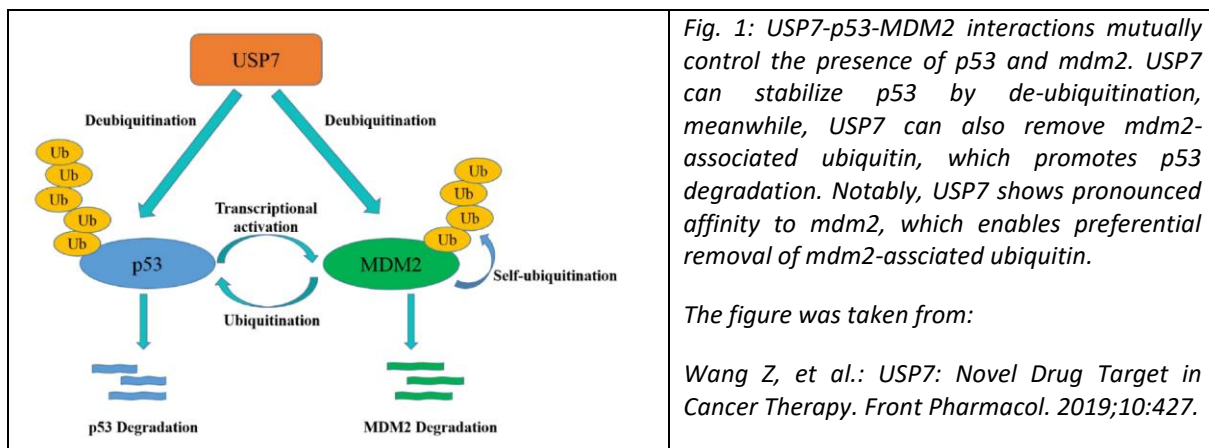 USP7
Deubiquitination
Deubiquitination
Ub
Ub
Ub
Ub
Ub
Ub
Ub
Ub
Ub
Transcriptional
activation
p53
MDM2
Self-ubiquitination
Ubiquitination
p53 Degradation
MDM2 Degradation
Fig. 1: USP7-p53-MDM2 interactions mutually
control the presence of p53 and mdm2. USP7
can stabilize p53 by de-ubiquitination,
meanwhile, USP7 can also remove mdm2-
associated ubiquitin, which promotes p53
degradation. Notably, USP7 shows pronounced
affinity to mdm2, which enables preferential
removal of mdm2-assciated ubiquitin.
The figure was taken from:
Wang Z, et al.: USP7: Novel Drug Target in
Cancer Therapy. Front Pharmacol. 2019;10:427.